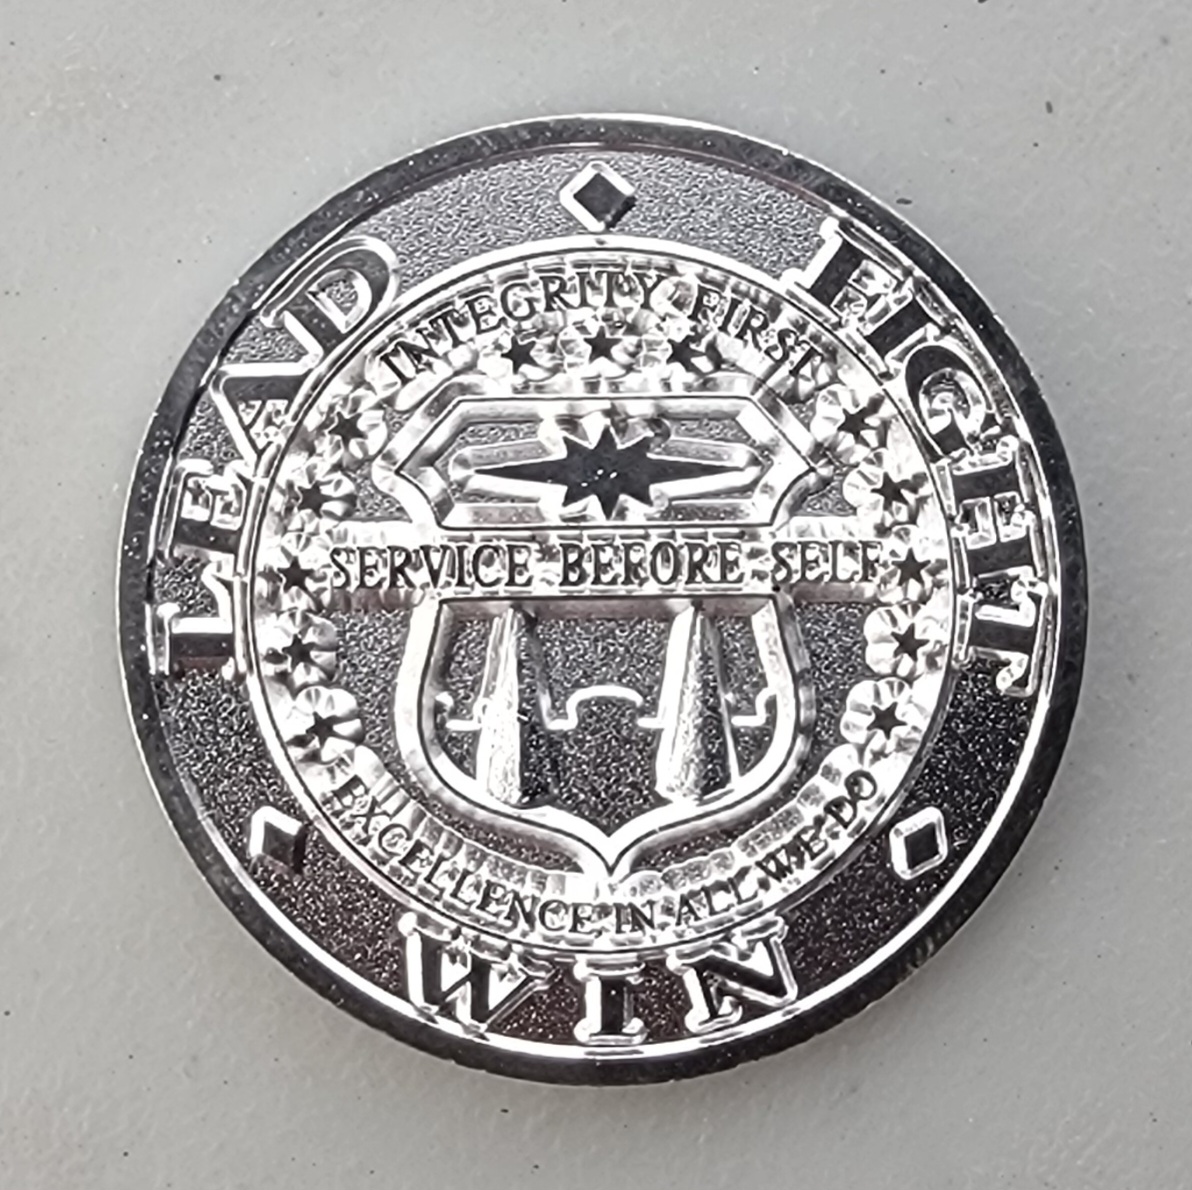 LEAD
FIGHT
WIN
INTEGRITY FIRST
SERVICE BEFORE SELF
EXCELLENCE IN ALL WE DO